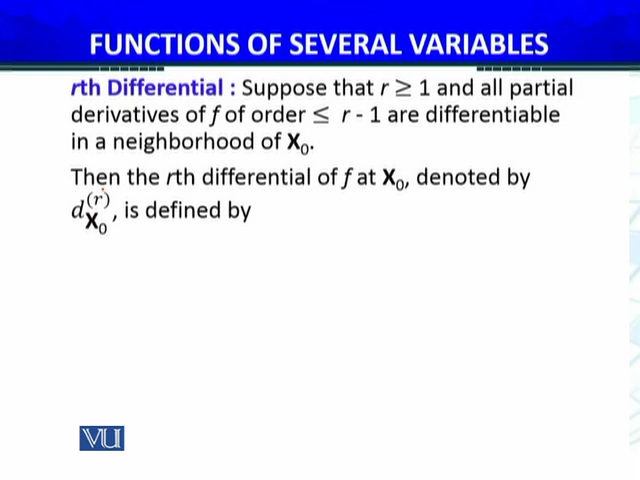 FUNCTIONS OF SEVERAL VARIABLES
rth Differential : Suppose that r ≥ 1 and all partial
derivatives of f of order ≤ r - 1 are differentiable
in a neighborhood of X₀.
Then the rth differential of f at X₀, denoted by
d_{X₀}^{(r)}, is defined by
VU